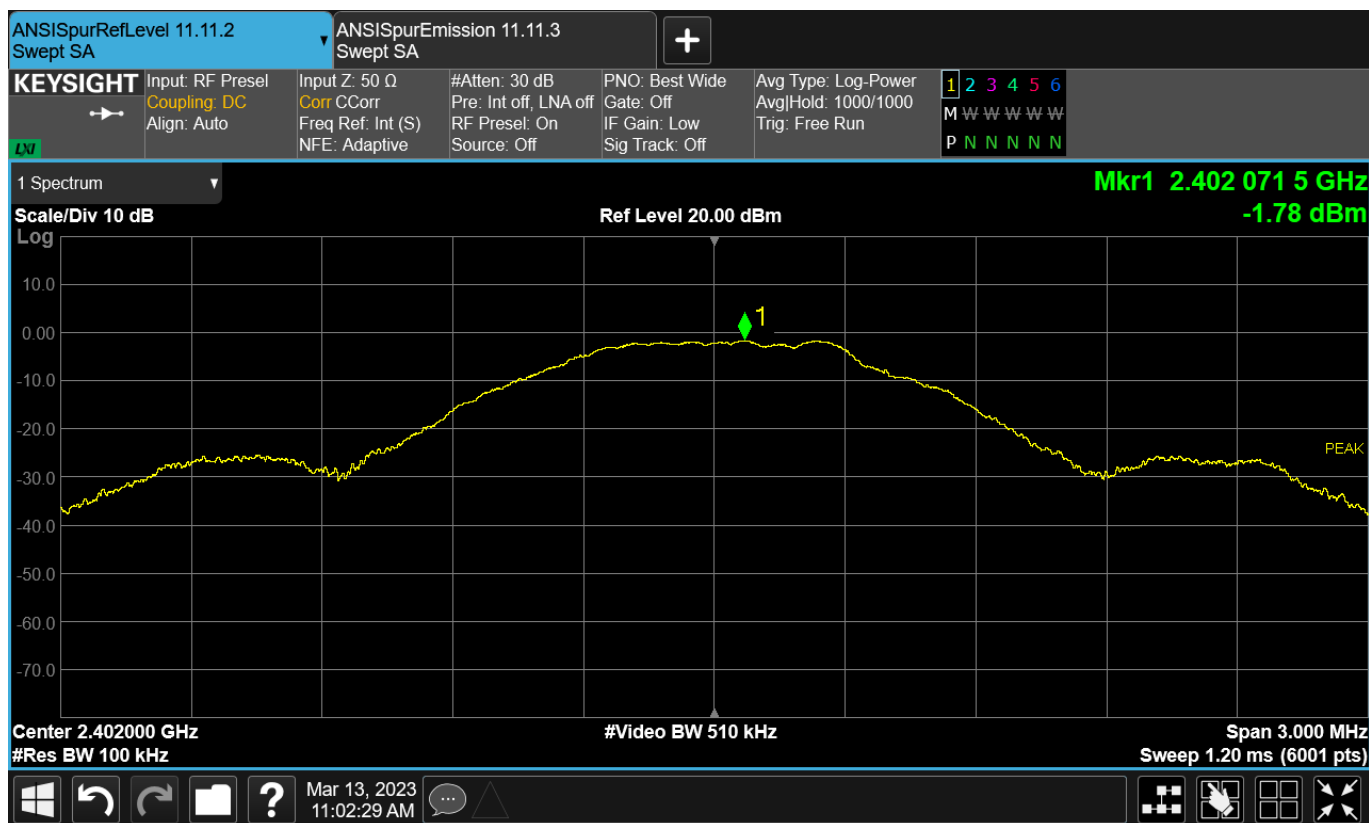 ANSISpurRefLevel 11.11.2
Swept SA
ANSISpurEmission 11.11.3
Swept SA
KEYSIGHT
LXI
Input: RF Presel
Coupling: DC
Align: Auto
Input Z: 50 Ω
Corr CCorr
Freq Ref: Int (S)
NFE: Adaptive
#Atten: 30 dB
Pre: Int off, LNA off
RF Presel: On
Source: Off
PNO: Best Wide
Gate: Off
IF Gain: Low
Sig Track: Off
Avg Type: Log-Power
Avg|Hold: 1000/1000
Trig: Free Run
1 2 3 4 5 6
M W W W W W W
P N N N N N
1 Spectrum
Mkr1 2.402 071 5 GHz
-1.78 dBm
Scale/Div 10 dB
Ref Level 20.00 dBm
Log
10.0
0.00
-10.0
-20.0
-30.0
-40.0
-50.0
-60.0
-70.0
1
PEAK
Center 2.402000 GHz
#Video BW 510 kHz
Span 3.000 MHz
#Res BW 100 kHz
Sweep 1.20 ms (6001 pts)
?
Mar 13, 2023
11:02:29 AM